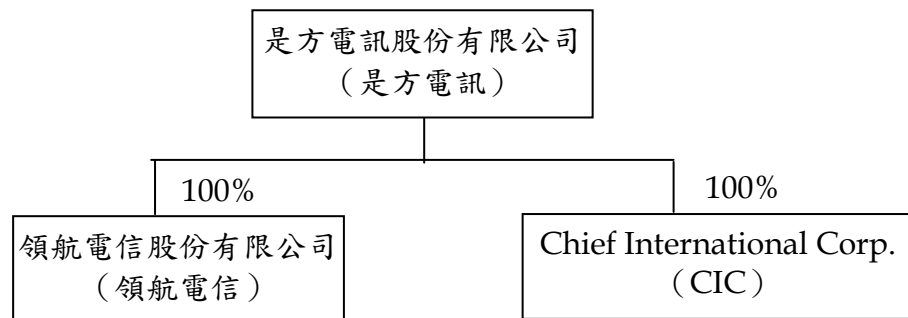 是方電訊股份有限公司
（是方電訊）
100%
100%
領航電信股份有限公司
（領航電信）
Chief International Corp.
（CIC）